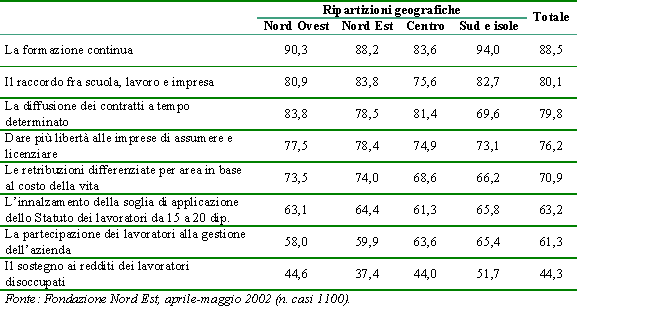 Ripartizioni geografiche
Nord Ovest Nord Est Centro Sud e isole Totale
La formazione continua 90,3 88,2 83,6 94,0 88,5
Il raccordo fra scuola, lavoro e impresa 80,9 83,8 75,6 82,7 80,1
La diffusione dei contratti a tempo
determinato 83,8 78,5 81,4 69,6 79,8
Dare più libertà alle imprese di assumere e
licenziare 77,5 78,4 74,9 73,1 76,2
Le retribuzioni differenziate per area in base
al costo della vita 73,5 74,0 68,6 66,2 70,9
L'innalzamento della soglia di applicazione
dello Statuto dei lavoratori da 15 a 20 dip. 63,1 64,4 61,3 65,8 63,2
La partecipazione dei lavoratori alla gestione
dell'azienda 58,0 59,9 63,6 65,4 61,3
Il sostegno ai redditi dei lavoratori
disoccupati 44,6 37,4 44,0 51,7 44,3
Fonte: Fondazione Nord Est, aprile-maggio 2002 (n. casi 1100).